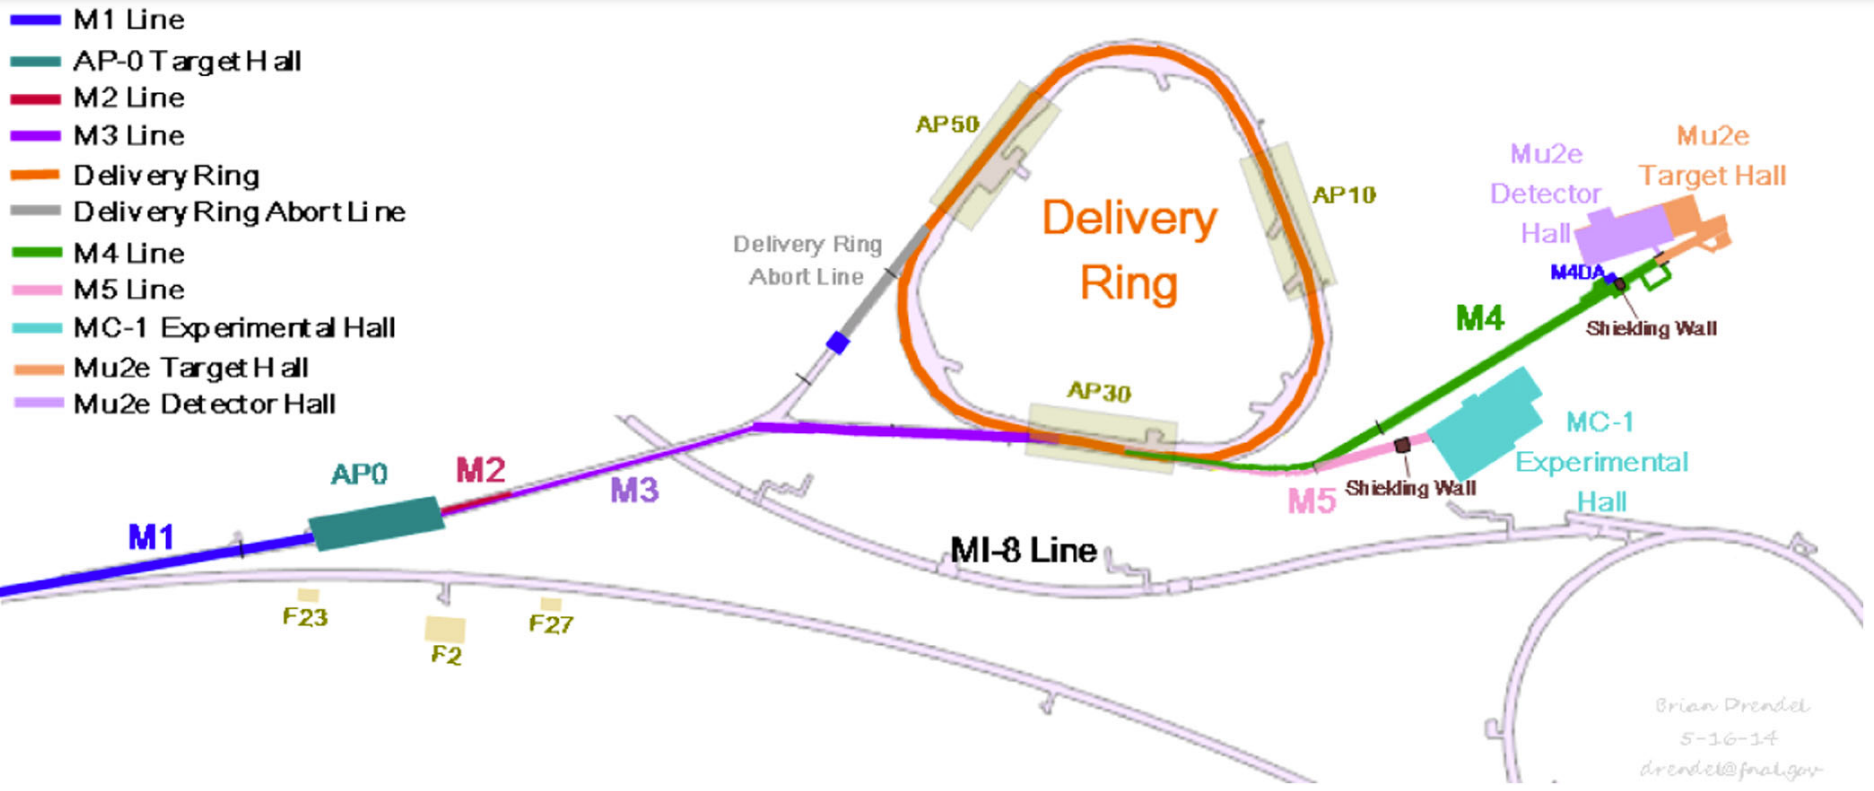 M1 Line
AP-0 Target Hall
M2 Line
M3 Line
Delivery Ring
Delivery Ring Abort Line
M4 Line
M5 Line
MC-1 Experimental Hall
Mu2e Target Hall
Mu2e Detector Hall
AP50
AP10
Delivery
Ring
Delivery Ring
Abort Line
AP30
Mu2e
Target Hall
Mu2e
Detector
Hall
M4DA
Shielding Wall
M4
MC-1
Experimental
Hall
Shielding Wall
M5
AP0
M2
M3
M1
MI-8 Line
F23
F2
F27
Brian Drendel
5-16-14
drendel@fnal.gov